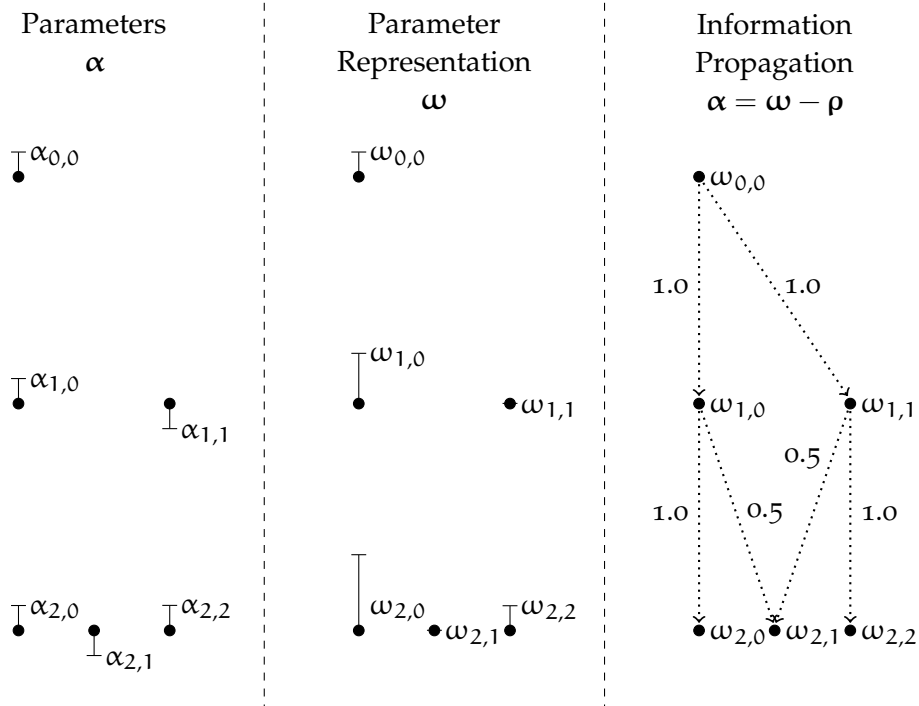 Parameters
α
α0,0
α1,0
α1,1
α2,0
α2,1
α2,2
Parameter
Representation
ω
ω0,0
ω1,0
ω1,1
ω2,0
ω2,1
ω2,2
Information
Propagation
α = ω − ρ
ω0,0
1.0
1.0
ω1,0
ω1,1
0.5
1.0
0.5
1.0
ω2,0
ω2,1
ω2,2